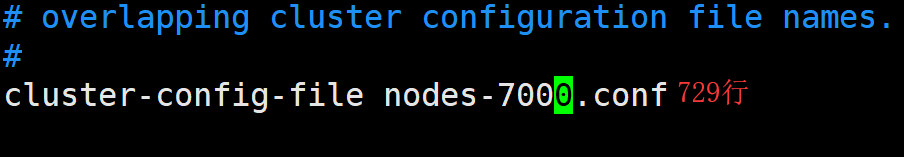 # overlapping cluster configuration file names.
#
cluster-config-file nodes-7000.conf 729行